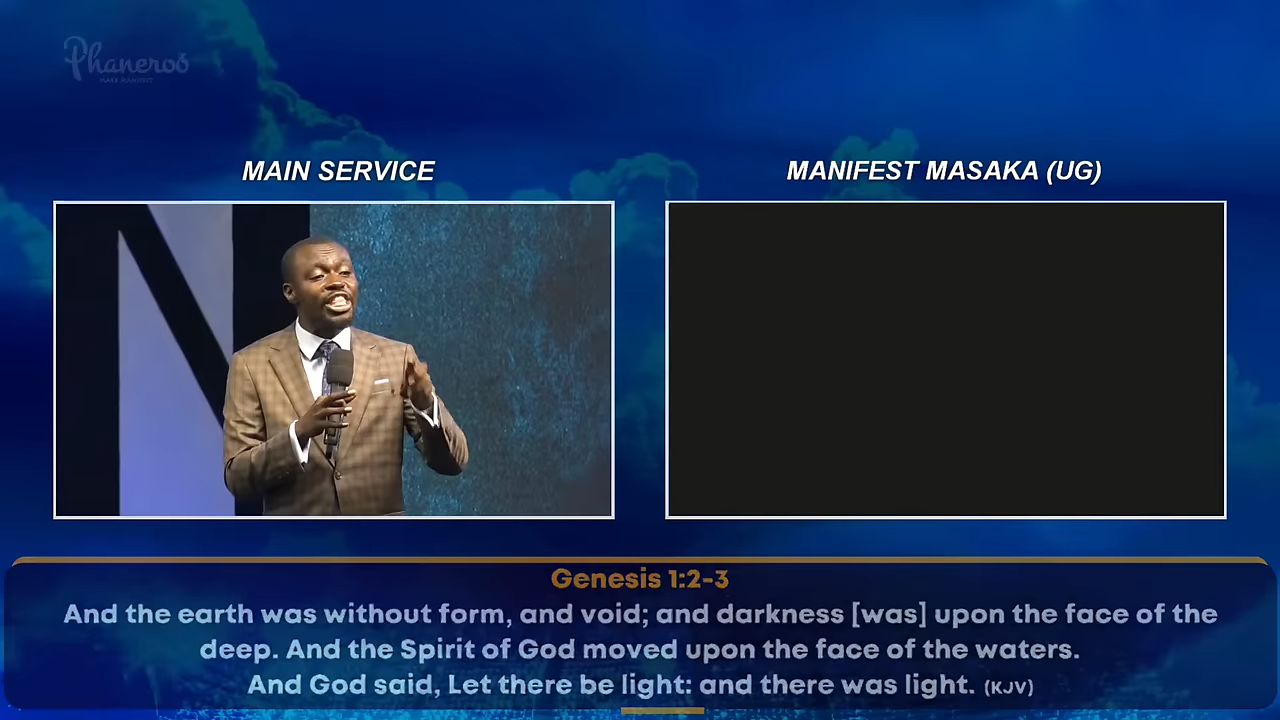 Phaneroo
MAKE MANIFEST
MAIN SERVICE
MANIFEST MASAKA (UG)
N
Genesis 1:2-3
And the earth was without form, and void; and darkness [was] upon the face of the
deep. And the Spirit of God moved upon the face of the waters.
And God said, Let there be light: and there was light. (KJV)